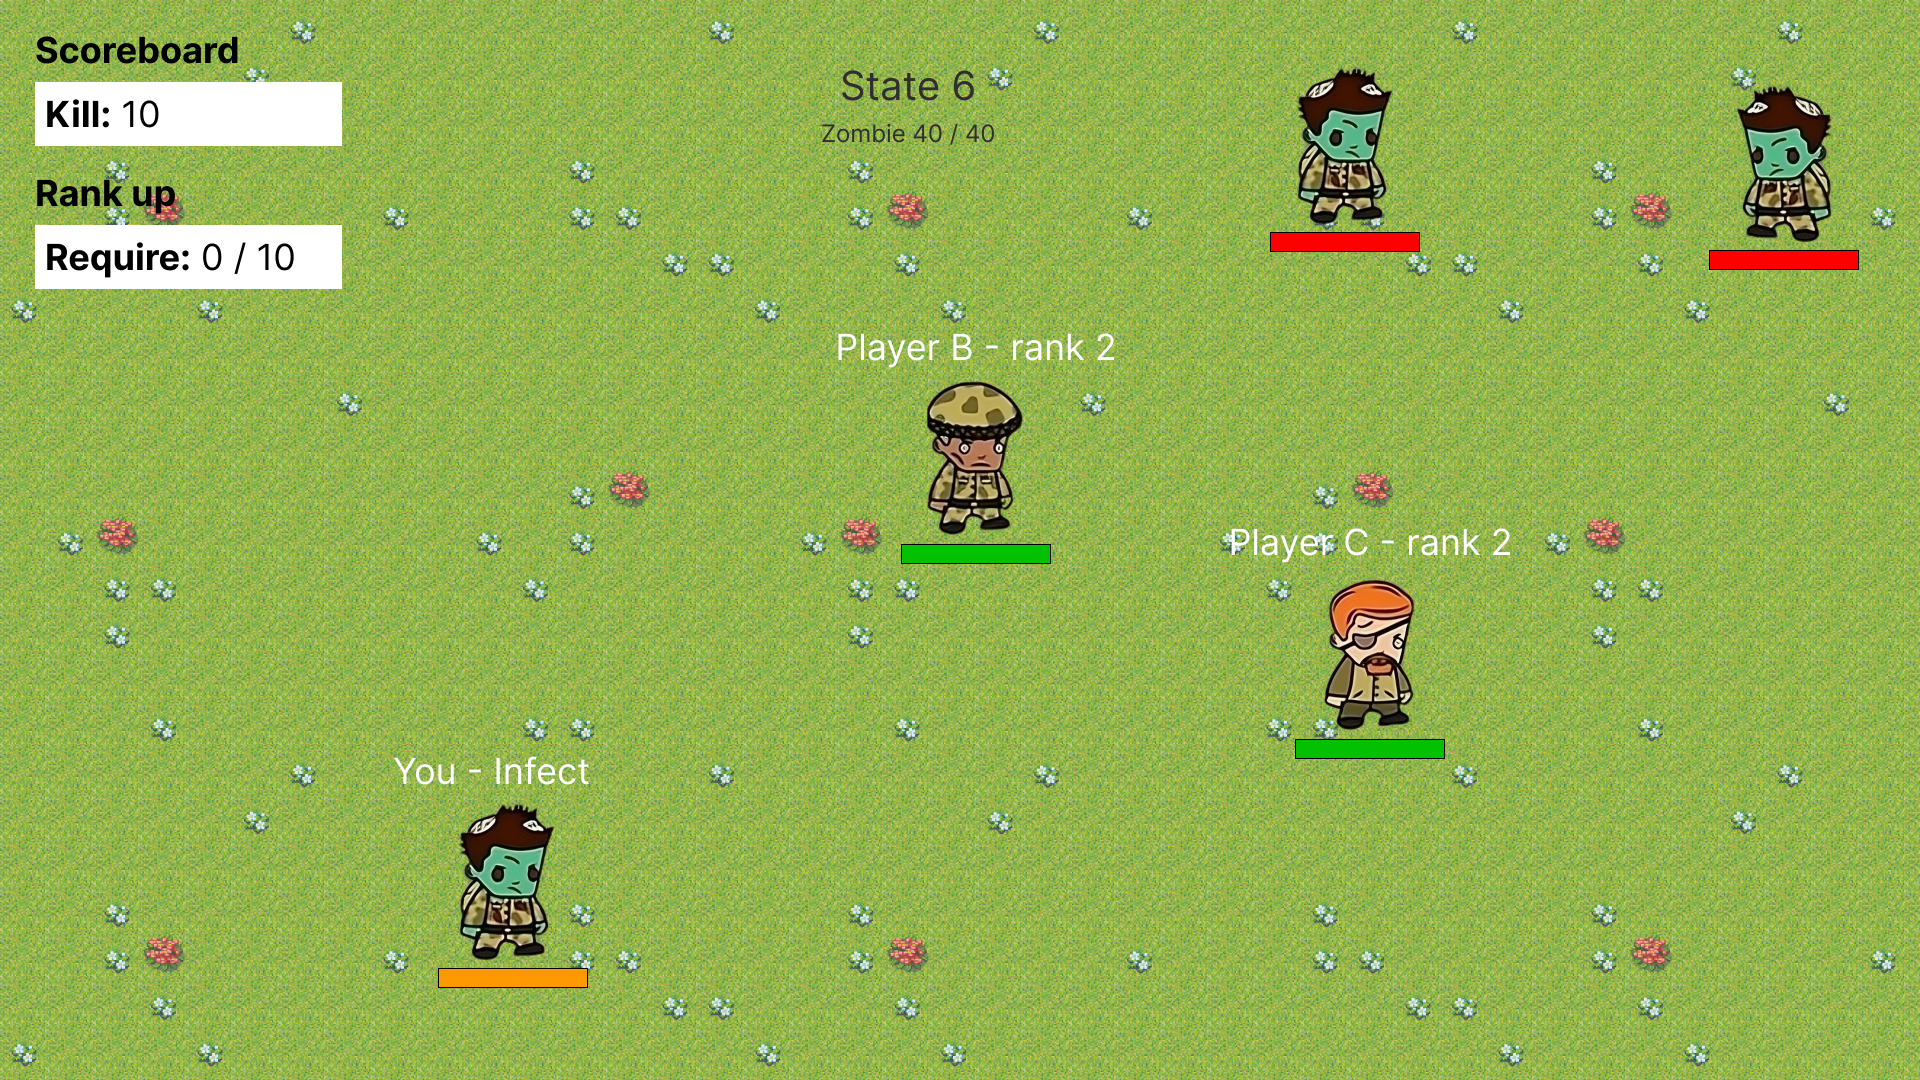 Scoreboard
Kill: 10
Rank up
Require: 0 / 10
State 6
Zombie 40 / 40
Player B - rank 2
Player C - rank 2
You - Infect